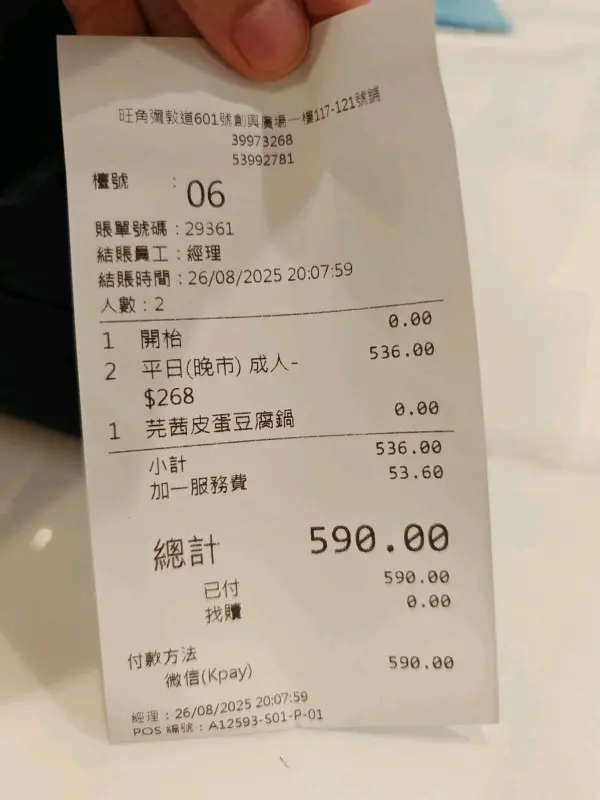 旺角彌敦道601號創興廣場一樓117-121號鋪
39973268
53992781
檯號 : 06
賬單號碼 : 29361
結賬員工 : 經理
結賬時間 : 26/08/2025 20:07:59
人數 : 2
1 開枱 0.00
2 平日(晚市) 成人- 536.00
$268
1 芫茜皮蛋豆腐鍋 0.00
小計 536.00
加一服務費 53.60
總計 590.00
已付 590.00
找贖 0.00
付款方法
微信(Kpay) 590.00
經理 : 26/08/2025 20:07:59
POS 編號 : A12593-S01-P-01